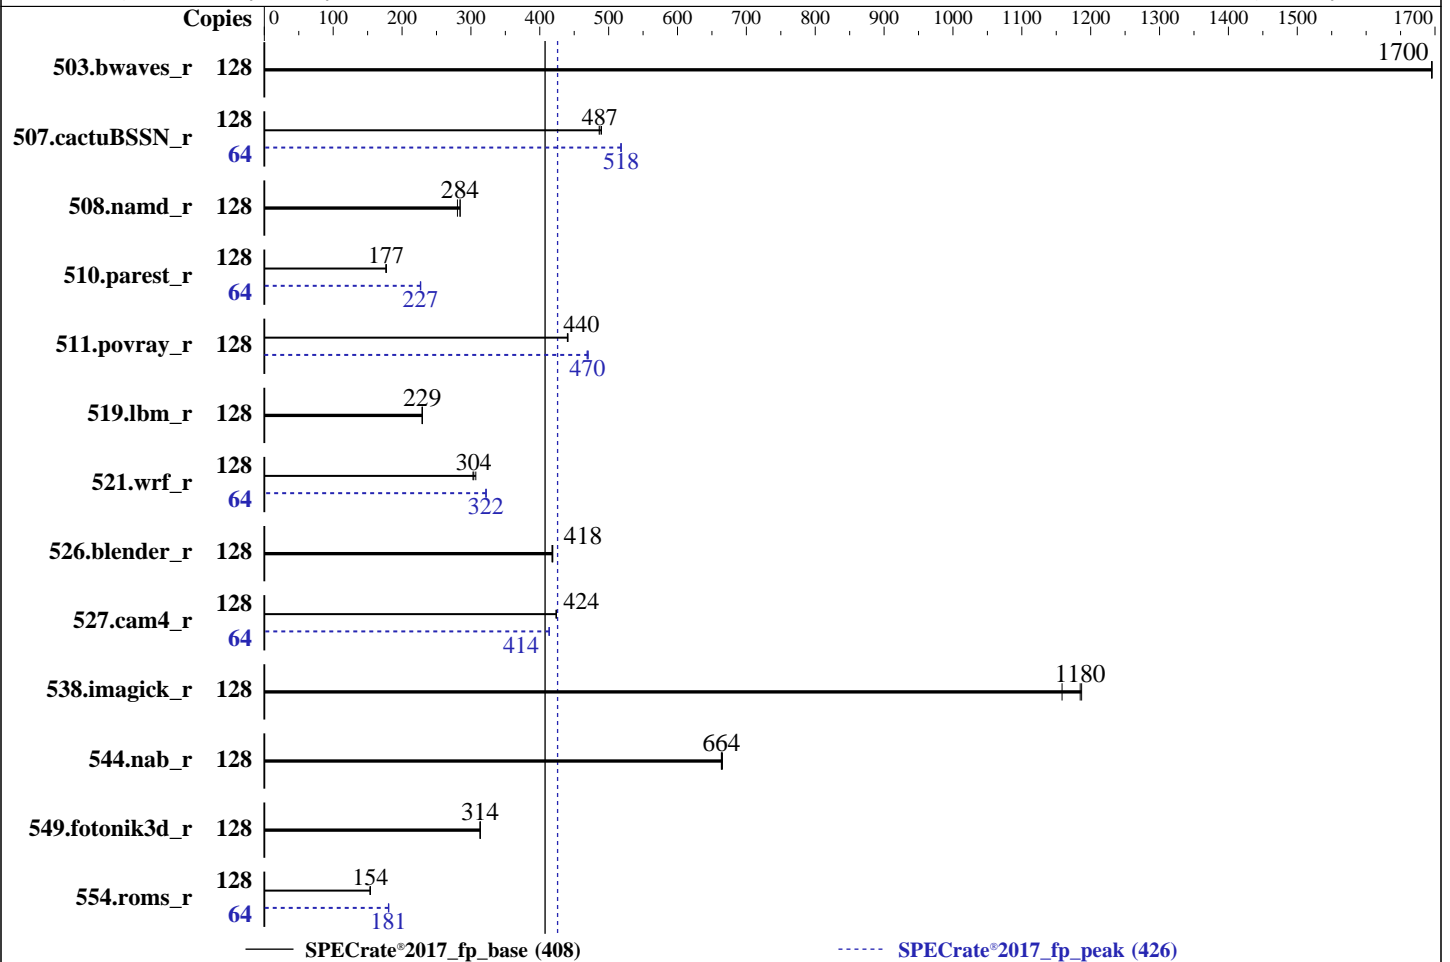 Copies 0 100 200 300 400 500 600 700 800 900 1000 1100 1200 1300 1400 1500 1700
503.bwaves_r 128 1700
507.cactuBSSN_r 128 487
64 518
508.namd_r 128 284
510.parest_r 128 177
64 227
511.povray_r 128 440
470
519.lbm_r 128 229
521.wrf_r 128 304
64 322
526.blender_r 128 418
527.cam4_r 128 424
64 414
538.imagick_r 128 1180
544.nab_r 128 664
549.fotonik3d_r 128 314
554.roms_r 128 154
64 181
SPECrate®2017_fp_base (408) SPECrate®2017_fp_peak (426)